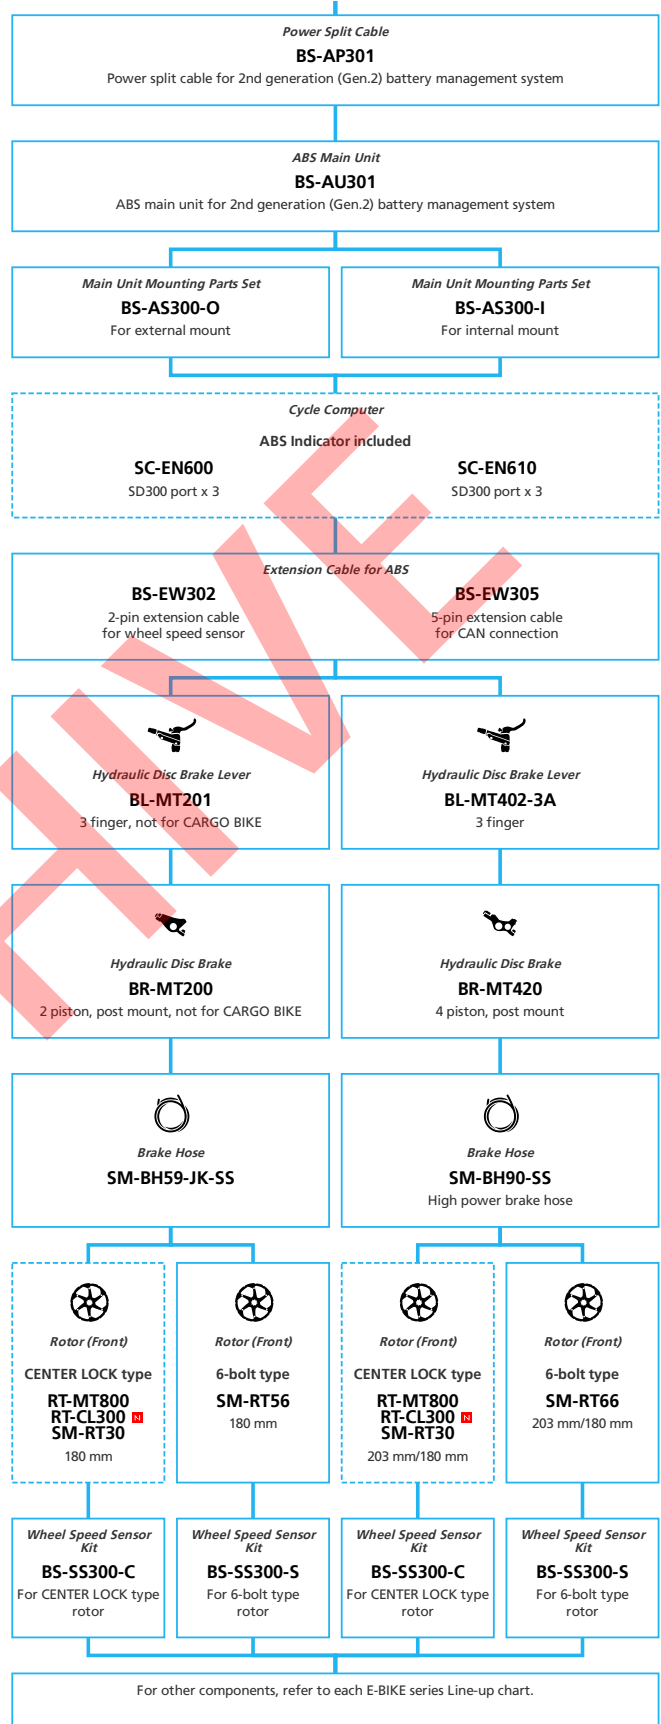 Power Split Cable
BS-AP301
Power split cable for 2nd generation (Gen.2) battery management system
ABS Main Unit
BS-AU301
ABS main unit for 2nd generation (Gen.2) battery management system
Main Unit Mounting Parts Set
BS-AS300-O
For external mount
Main Unit Mounting Parts Set
BS-AS300-I
For internal mount
Cycle Computer
ABS Indicator included
SC-EN600
SD300 port x 3
SC-EN610
SD300 port x 3
Extension Cable for ABS
BS-EW302
2-pin extension cable
for wheel speed sensor
BS-EW305
5-pin extension cable
for CAN connection
Hydraulic Disc Brake Lever
BL-MT201
3 finger, not for CARGO BIKE
Hydraulic Disc Brake Lever
BL-MT402-3A
3 finger
Hydraulic Disc Brake
BR-MT200
2 piston, post mount, not for CARGO BIKE
Hydraulic Disc Brake
BR-MT420
4 piston, post mount
Brake Hose
SM-BH59-JK-SS
Brake Hose
SM-BH90-SS
High power brake hose
Rotor (Front)
CENTER LOCK type
RT-MT800
RT-CL300 N
SM-RT30
180 mm
Rotor (Front)
6-bolt type
SM-RT56
180 mm
Rotor (Front)
CENTER LOCK type
RT-MT800
RT-CL300 N
SM-RT30
203 mm/180 mm
Rotor (Front)
6-bolt type
SM-RT66
203 mm/180 mm
Wheel Speed Sensor
Kit
BS-SS300-C
For CENTER LOCK type
rotor
Wheel Speed Sensor
Kit
BS-SS300-S
For 6-bolt type
rotor
Wheel Speed Sensor
Kit
BS-SS300-C
For CENTER LOCK type
rotor
Wheel Speed Sensor
Kit
BS-SS300-S
For 6-bolt type
rotor
For other components, refer to each E-BIKE series Line-up chart.
HIVE